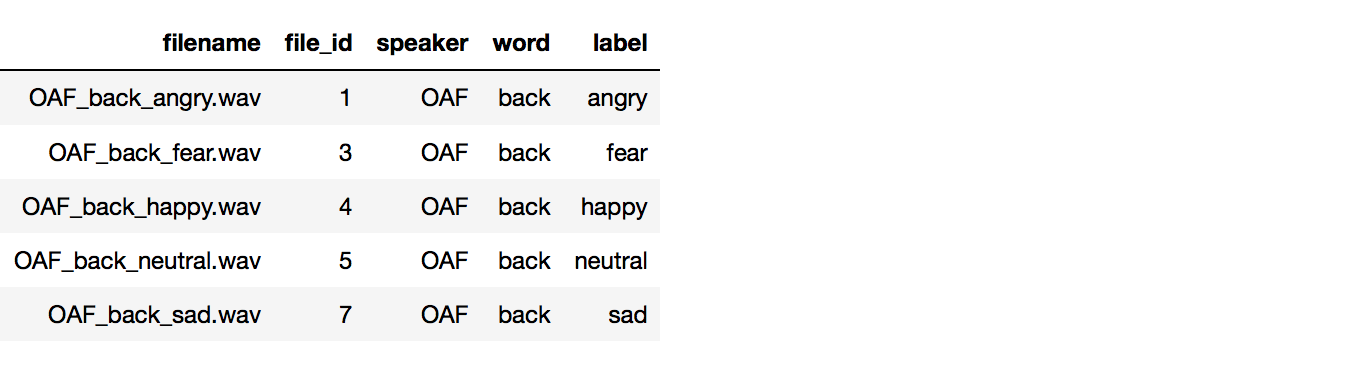 filename file_id speaker word label
OAF_back_angry.wav 1 OAF back angry
OAF_back_fear.wav 3 OAF back fear
OAF_back_happy.wav 4 OAF back happy
OAF_back_neutral.wav 5 OAF back neutral
OAF_back_sad.wav 7 OAF back sad